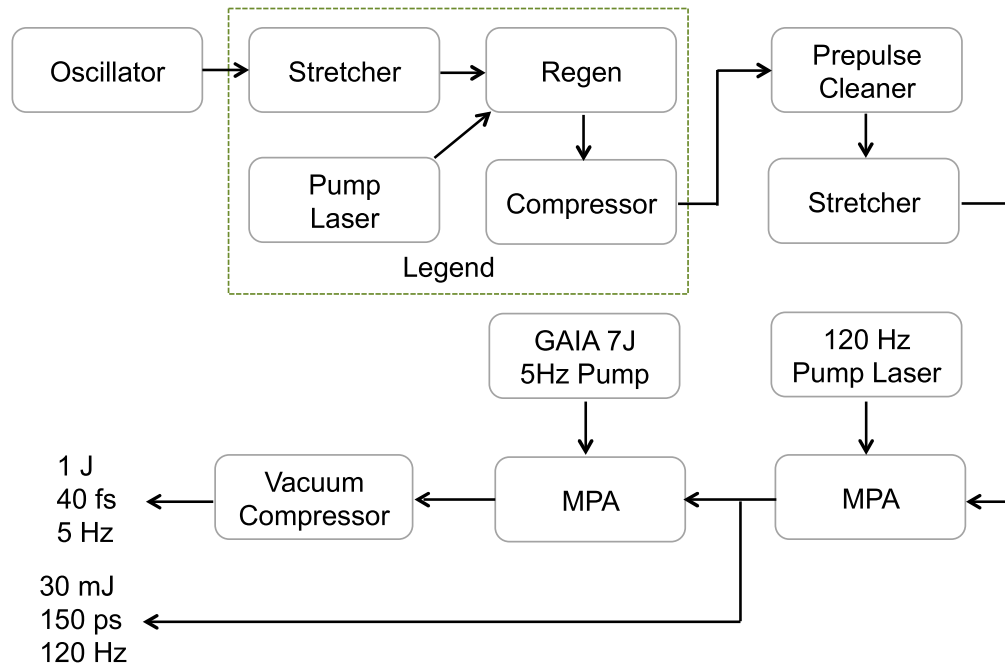 Oscillator
Stretcher
Regen
Prepulse
Cleaner
Pump
Laser
Compressor
Stretcher
Legend
GAIA 7J
5Hz Pump
120 Hz
Pump Laser
1 J
40 fs
5 Hz
Vacuum
Compressor
MPA
MPA
30 mJ
150 ps
120 Hz